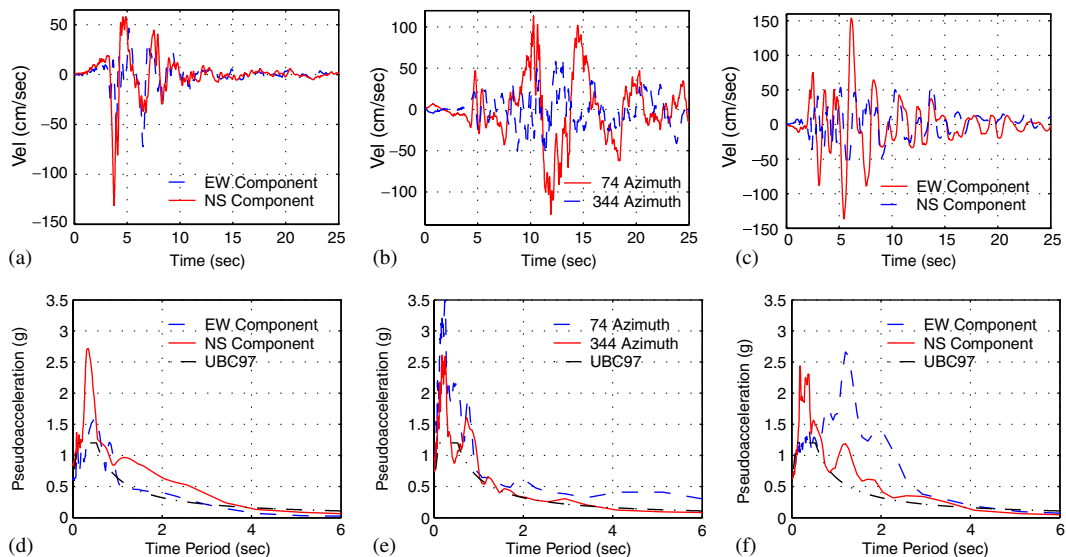 50
0
−50
−100
−150
Vel (cm/sec)
EW Component
NS Component
0 5 10 15 20 25
(a)
Time (sec)
100
50
0
−50
−100
Vel (cm/sec)
74 Azimuth
344 Azimuth
0 5 10 15 20 25
(b)
Time (sec)
150
100
50
0
−50
−100
−150
Vel (cm/sec)
EW Component
NS Component
0 5 10 15 20 25
(c)
Time (sec)
3.5
3
2.5
2
1.5
1
0.5
0
Pseudoacceleration (g)
EW Component
NS Component
UBC97
0 2 4 6
(d)
Time Period (sec)
3.5
3
2.5
2
1.5
1
0.5
0
Pseudoacceleration (g)
74 Azimuth
344 Azimuth
UBC97
0 2 4 6
(e)
Time Period (sec)
3.5
3
2.5
2
1.5
1
0.5
0
Pseudoacceleration (g)
EW Component
NS Component
UBC97
0 2 4 6
(f)
Time Period (sec)